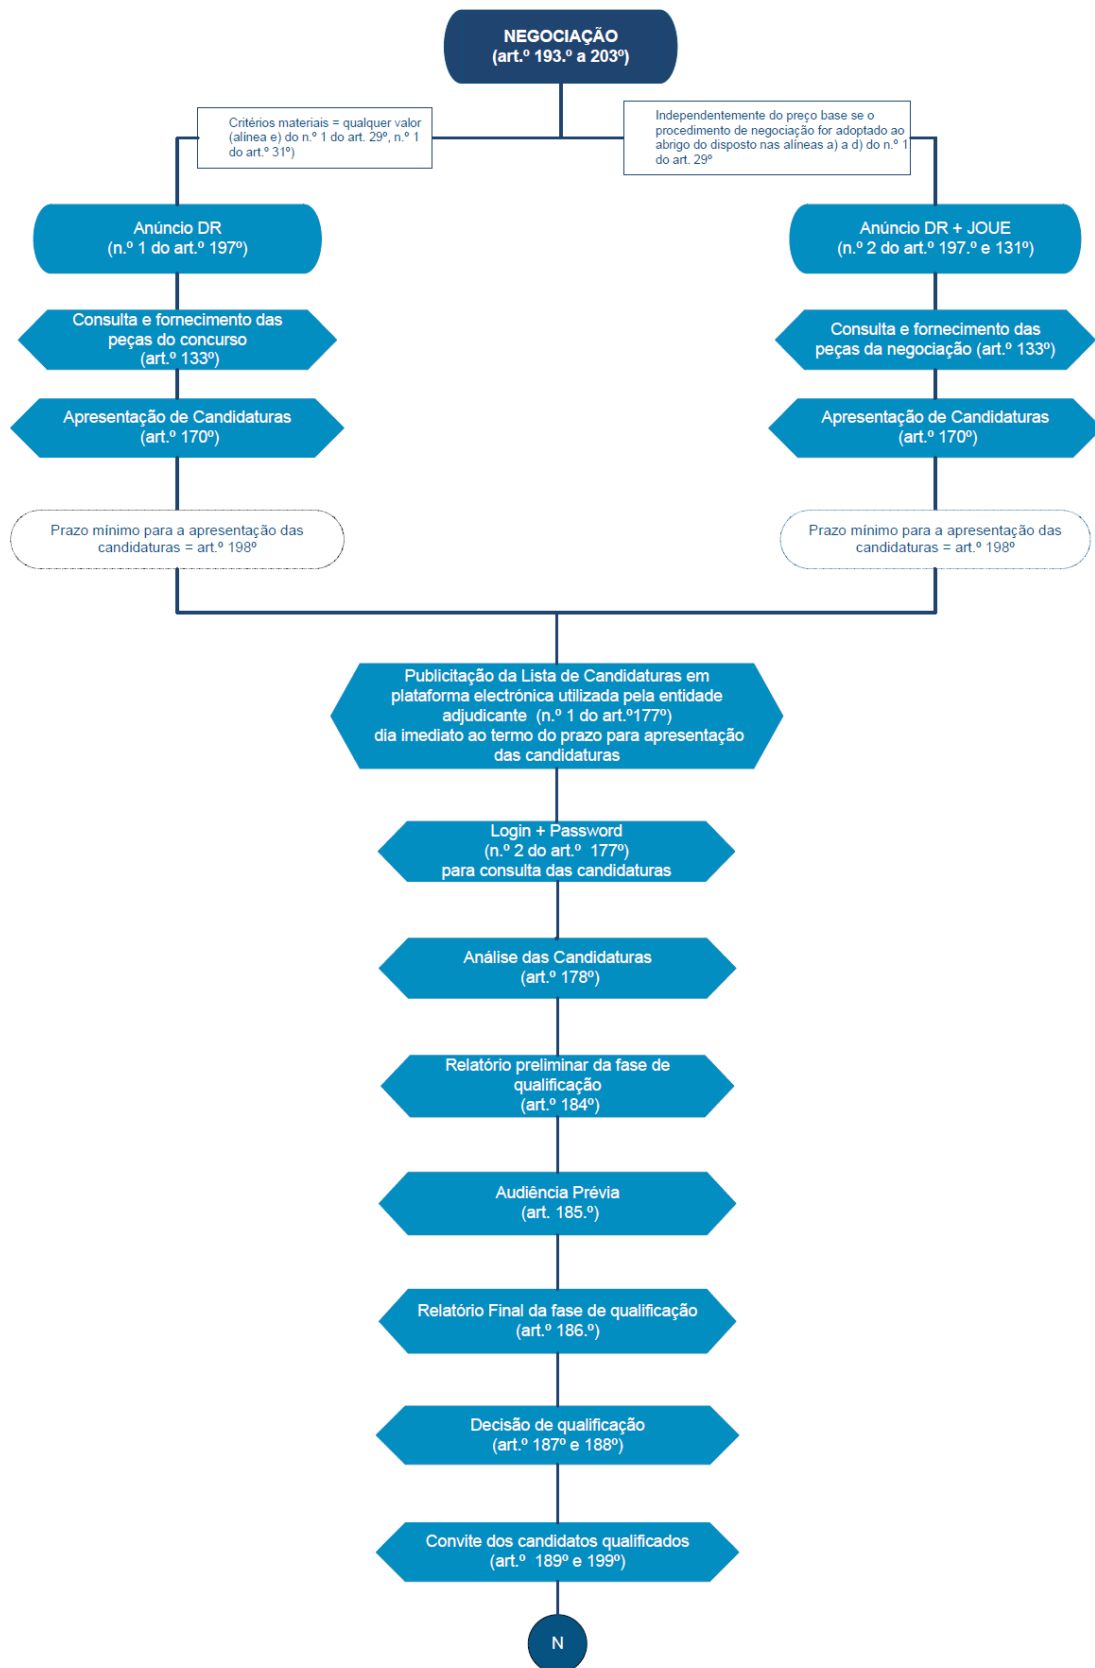 NEGOCIAÇÃO
(art.º 193.º a 203º)
Critérios materiais = qualquer valor
(alínea e) do n.º 1 do art. 29º, n.º 1
do art.º 31º)
Independentemente do preço base se o
procedimento de negociação for adoptado ao
abrigo do disposto nas alíneas a) a d) do n.º 1
do art. 29º
Anúncio DR
(n.º 1 do art.º 197º)
Anúncio DR + JOUE
(n.º 2 do art.º 197.º e 131º)
Consulta e fornecimento das
peças do concurso
(art.º 133º)
Consulta e fornecimento das
peças da negociação (art.º 133º)
Apresentação de Candidaturas
(art.º 170º)
Apresentação de Candidaturas
(art.º 170º)
Prazo mínimo para a apresentação das
candidaturas = art.º 198º
Prazo mínimo para a apresentação das
candidaturas = art.º 198º
Publicitação da Lista de Candidaturas em
plataforma electrónica utilizada pela entidade
adjudicante (n.º 1 do art.º177º)
dia imediato ao termo do prazo para apresentação
das candidaturas
Login + Password
(n.º 2 do art.º 177º)
para consulta das candidaturas
Análise das Candidaturas
(art.º 178º)
Relatório preliminar da fase de
qualificação
(art.º 184º)
Audiência Prévia
(art. 185.º)
Relatório Final da fase de qualificação
(art.º 186.º)
Decisão de qualificação
(art.º 187º e 188º)
Convite dos candidatos qualificados
(art.º 189º e 199º)
N